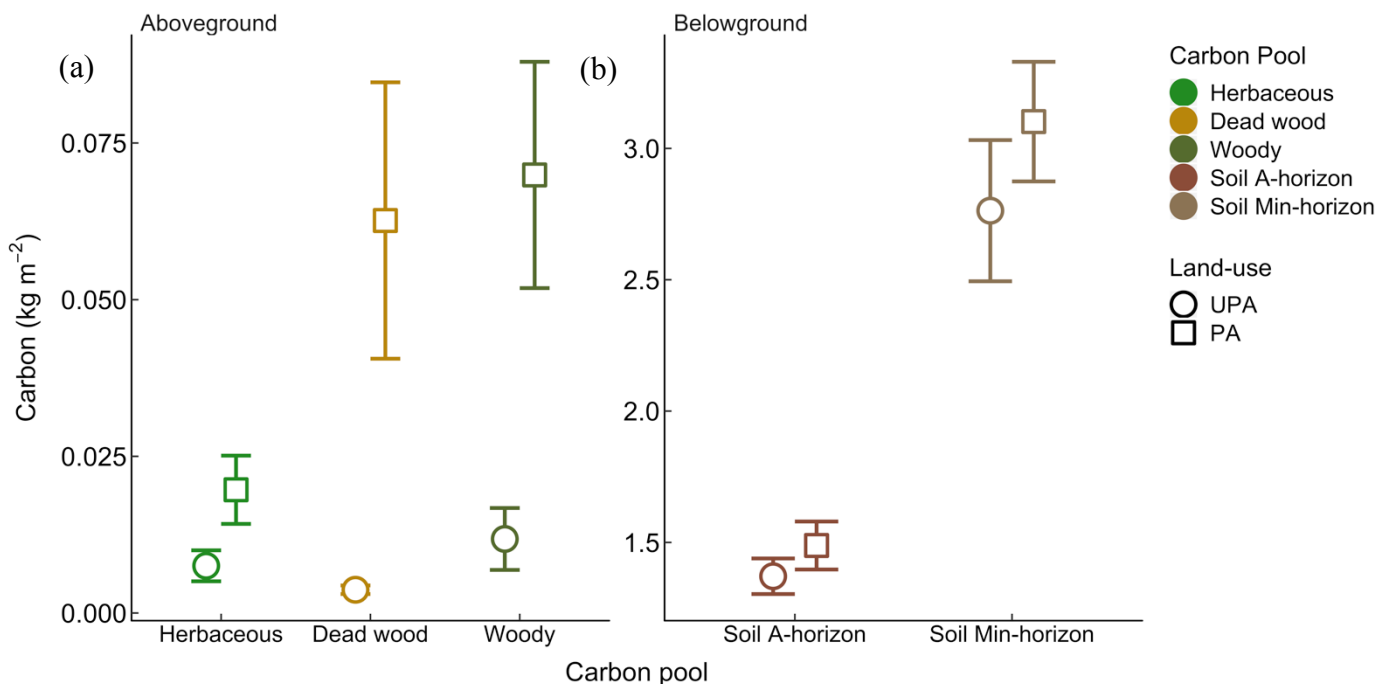 Aboveground
Belowground
(a)
(b)
Carbon (kg m−2)
0.075
0.050
0.025
0.000
3.0
2.5
2.0
1.5
Herbaceous
Dead wood
Woody
Soil A-horizon
Soil Min-horizon
Carbon pool
Carbon Pool
Herbaceous
Dead wood
Woody
Soil A-horizon
Soil Min-horizon
Land-use
UPA
PA